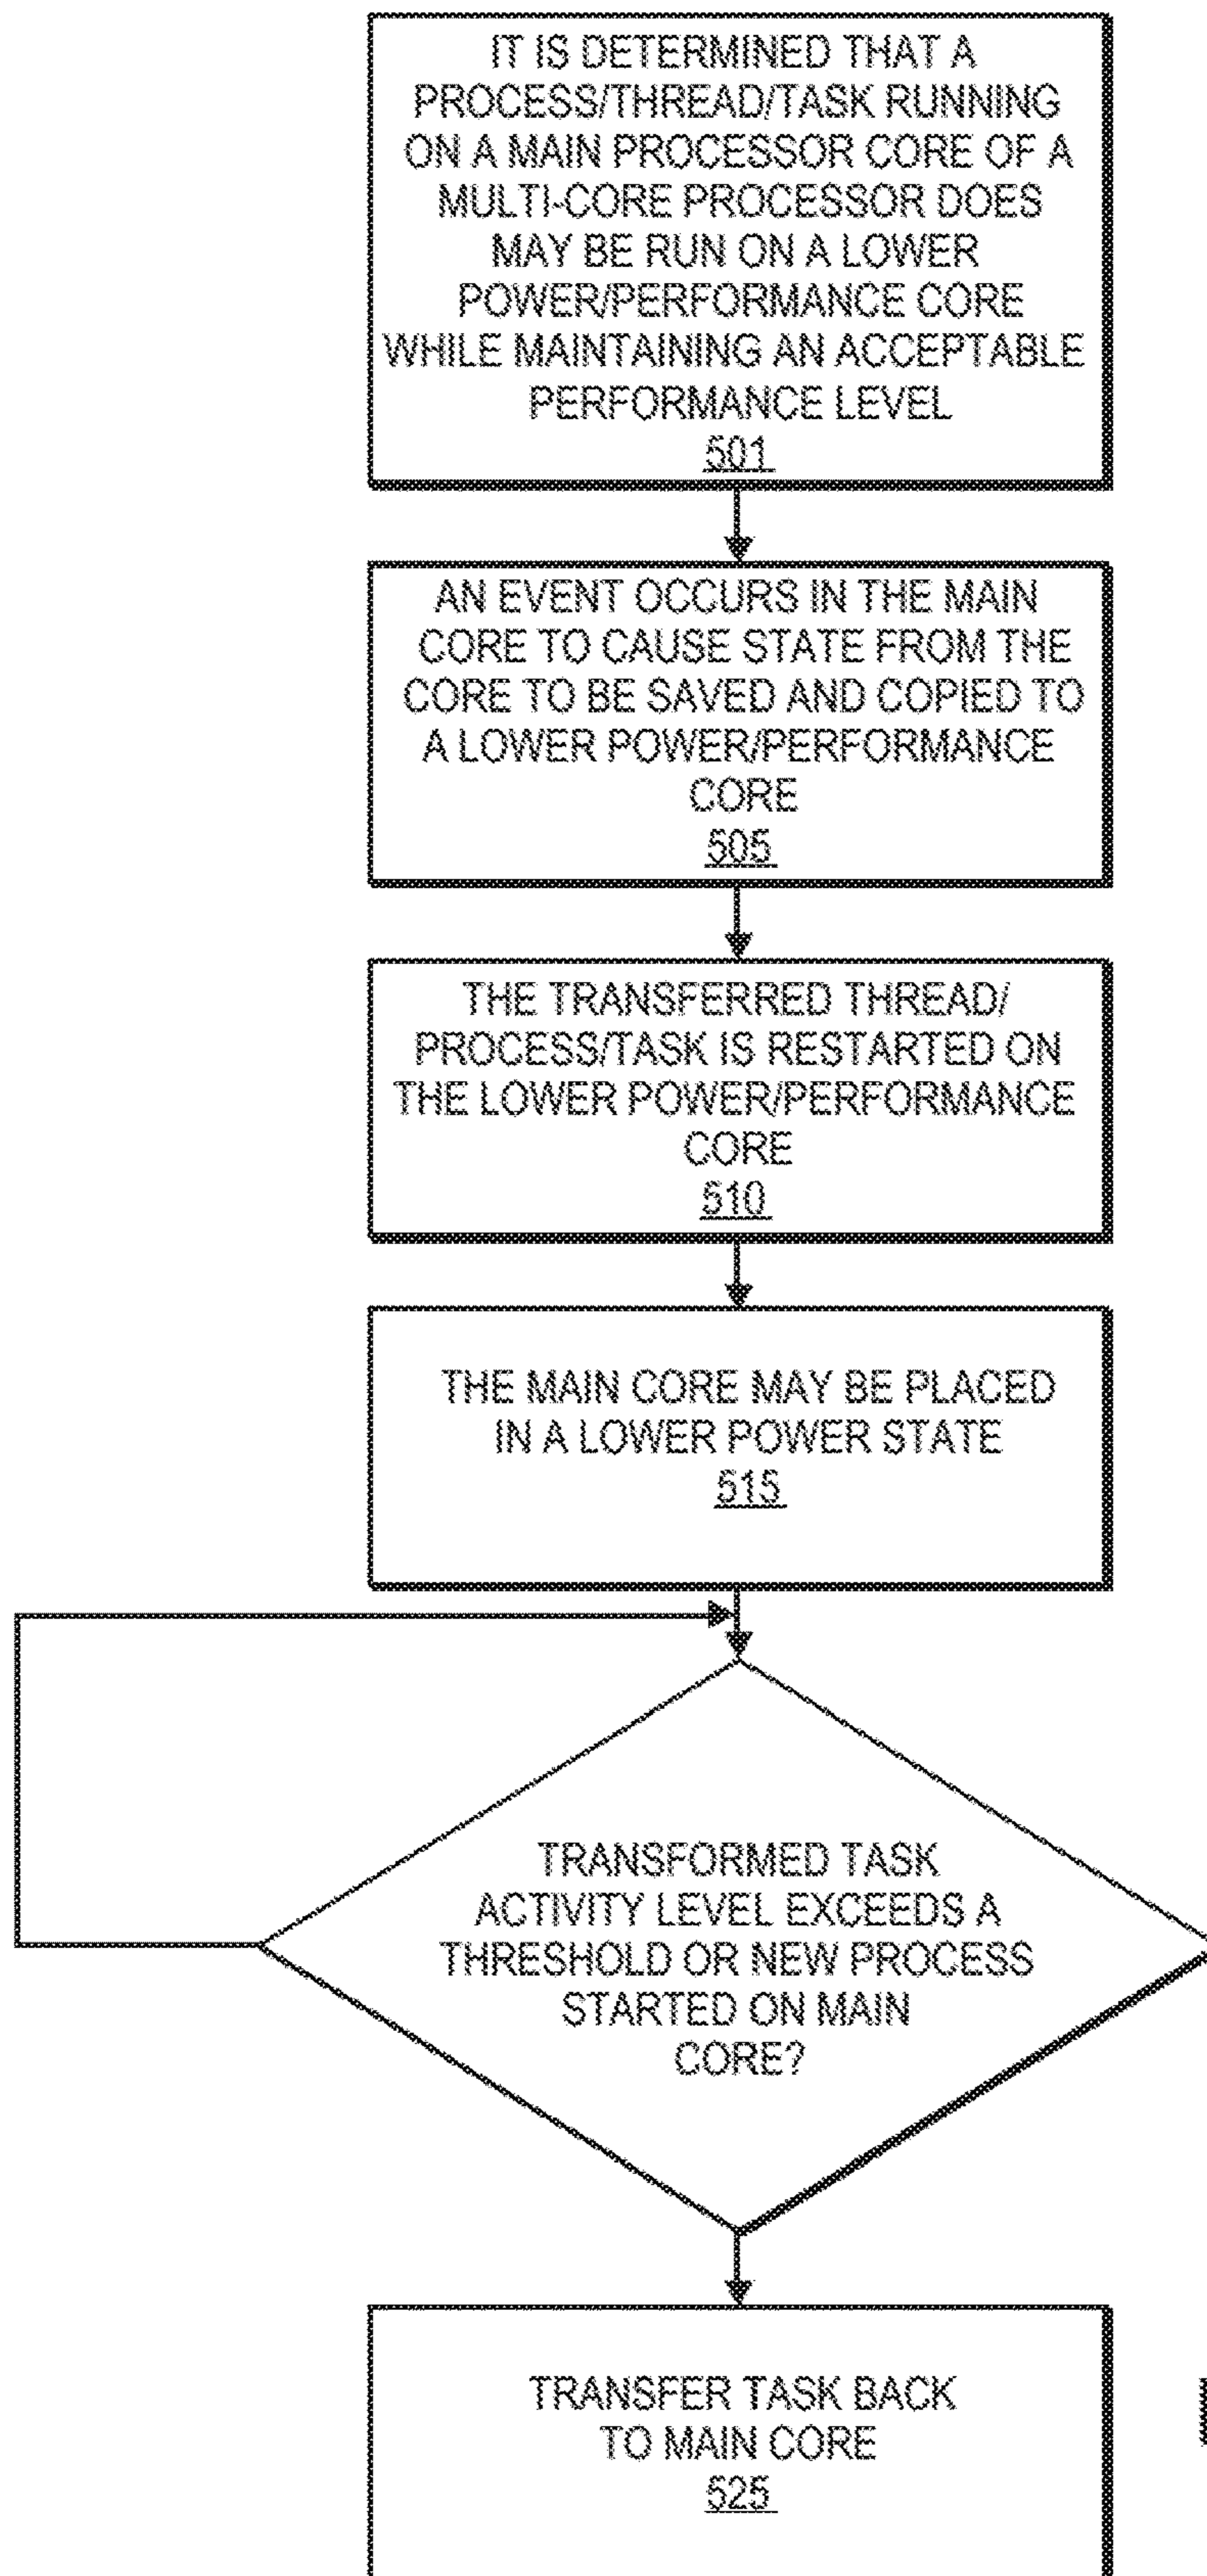 IT IS DETERMINED THAT A
PROCESS/THREAD/TASK RUNNING
ON A MAIN PROCESSOR CORE OF A
MULTI-CORE PROCESSOR DOES
MAY BE RUN ON A LOWER
POWER/PERFORMANCE CORE
WHILE MAINTAINING AN ACCEPTABLE
PERFORMANCE LEVEL
501
AN EVENT OCCURS IN THE MAIN
CORE TO CAUSE STATE FROM THE
CORE TO BE SAVED AND COPIED TO
A LOWER POWER/PERFORMANCE
CORE
505
THE TRANSFERRED THREAD/
PROCESS/TASK IS RESTARTED ON
THE LOWER POWER/PERFORMANCE
CORE
510
THE MAIN CORE MAY BE PLACED
IN A LOWER POWER STATE
515
TRANSFORMED TASK
ACTIVITY LEVEL EXCEEDS A
THRESHOLD OR NEW PROCESS
STARTED ON MAIN
CORE?
TRANSFER TASK BACK
TO MAIN CORE
525